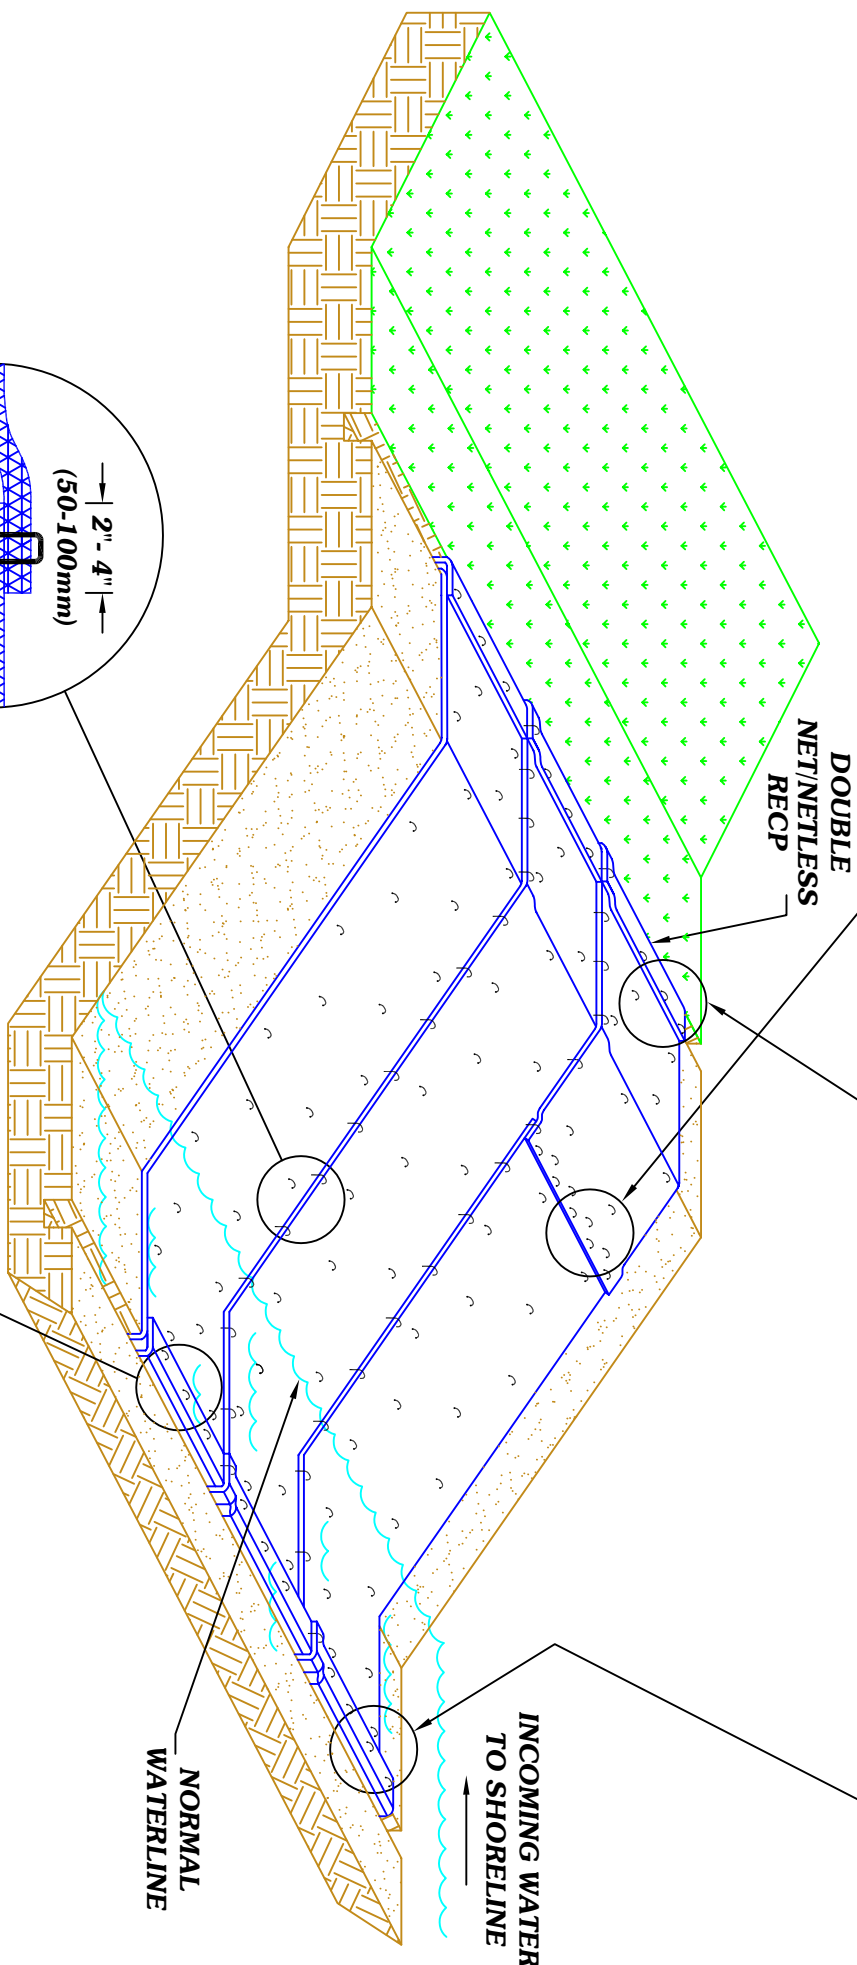 DOUBLE
NET/NETLESS
RECP
2"- 4"
(50-100mm)
INCOMING WATER
TO SHORELINE
NORMAL
WATERLINE